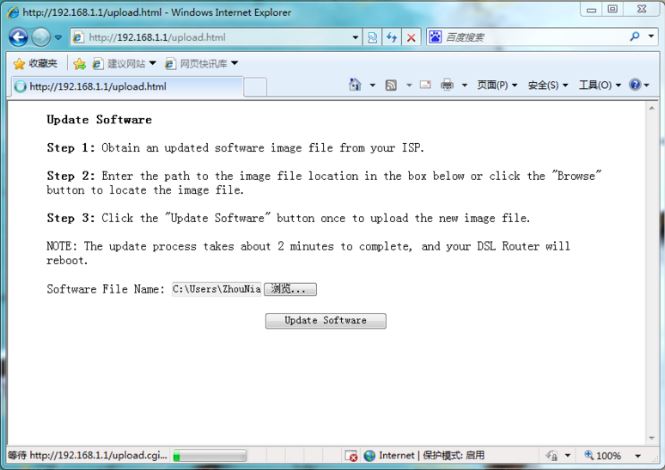 http://192.168.1.1/upload.html - Windows Internet Explorer
http://192.168.1.1/upload.html
百度搜索
收藏夹
建议网站
网页快讯库
http://192.168.1.1/upload.html
页面(P)
安全(S)
工具(O)
Update Software
Step 1: Obtain an updated software image file from your ISP.
Step 2: Enter the path to the image file location in the box below or click the "Browse"
button to locate the image file.
Step 3: Click the "Update Software" button once to upload the new image file.
NOTE: The update process takes about 2 minutes to complete, and your DSL Router will
reboot.
Software File Name: C:\Users\ZhouNia 浏览...
Update Software
等待 http://192.168.1.1/upload.cgi...
Internet | 保护模式: 启用
100%